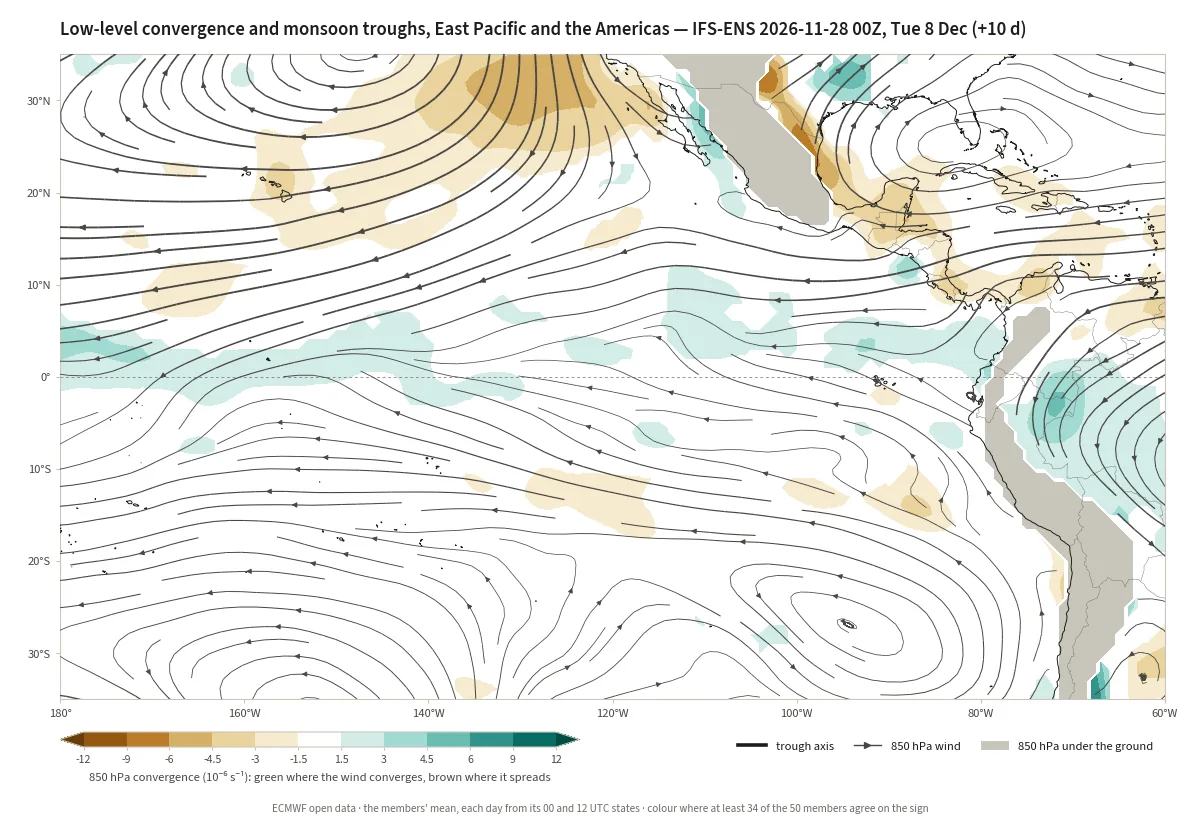 Low-level convergence and monsoon troughs, East Pacific and the Americas — IFS-ENS 2026-11-28 00Z, Tue 8 Dec (+10 d)
30°N
20°N
10°N
0°
10°S
20°S
30°S
180° 160°W 140°W 120°W 100°W 80°W 60°W
-12 -9 -6 -4.5 -3 -1.5 1.5 3 4.5 6 9 12
850 hPa convergence (10⁻⁶ s⁻¹): green where the wind converges, brown where it spreads
trough axis 850 hPa wind 850 hPa under the ground
ECMWF open data · the members' mean, each day from its 00 and 12 UTC states · colour where at least 34 of the 50 members agree on the sign